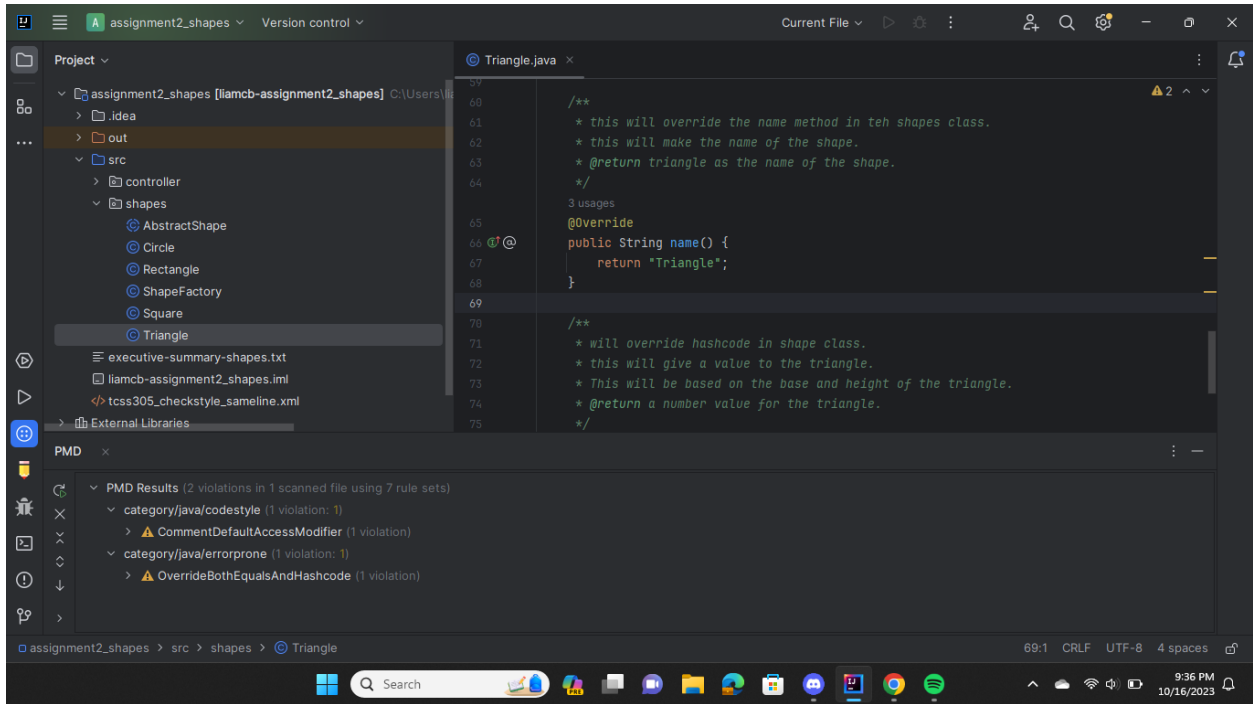 A assignment2_shapes Version control Current File
Project
assignment2_shapes [liamcb-assignment2_shapes] C:\Users\
.idea
out
src
controller
shapes
AbstractShape
Circle
Rectangle
ShapeFactory
Square
Triangle
executive-summary-shapes.txt
liamcb-assignment2_shapes.iml
tcss305_checkstyle_sameline.xml
External Libraries
Triangle.java
2
59
60 /**
61 * this will override the name method in teh shapes class.
62 * this will make the name of the shape.
63 * @return triangle as the name of the shape.
64 */
3 usages
65 @Override
66 public String name() {
67 return "Triangle";
68 }
69
70 /**
71 * will override hashcode in shape class.
72 * this will give a value to the triangle.
73 * This will be based on the base and height of the triangle.
74 * @return a number value for the triangle.
75 */
PMD
PMD Results (2 violations in 1 scanned file using 7 rule sets)
category/java/codestyle (1 violation: 1)
CommentDefaultAccessModifier (1 violation)
category/java/errorprone (1 violation: 1)
OverrideBothEqualsAndHashcode (1 violation)
assignment2_shapes > src > shapes > Triangle 69:1 CRLF UTF-8 4 spaces
Search
PRE
9:36 PM
10/16/2023